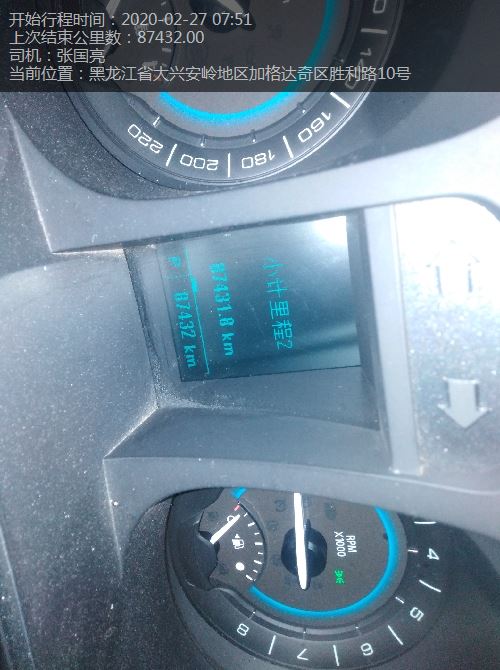 开始行程时间：2020-02-27 07:51
上次结束公里数：87432.00
司机：张国亮
当前位置：黑龙江省大兴安岭地区加格达奇区胜利路10号
160
180
200
220
小计里程2
87431.8 km
P
87432 km
RPM
X1000
4
5
6
7
8